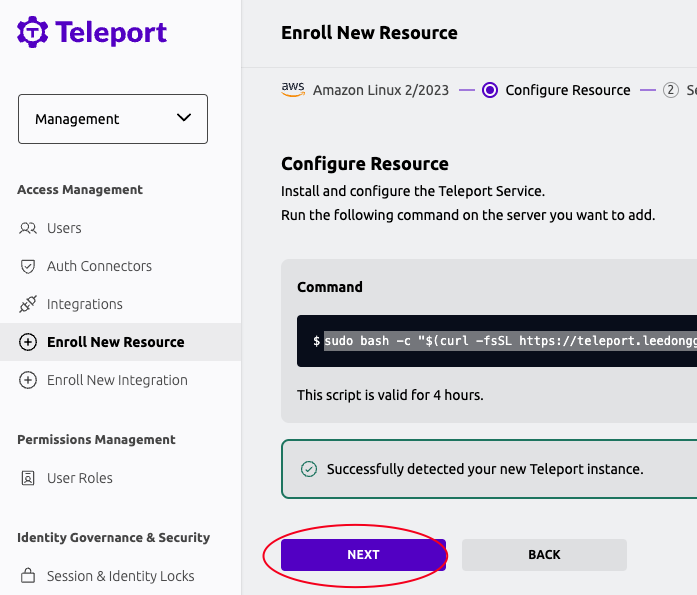 Teleport
Management
Access Management
Users
Auth Connectors
Integrations
Enroll New Resource
Enroll New Integration
Permissions Management
User Roles
Identity Governance & Security
Session & Identity Locks
Enroll New Resource
aws Amazon Linux 2/2023 Configure Resource 2 Se
Configure Resource
Install and configure the Teleport Service.
Run the following command on the server you want to add.
Command
$ sudo bash -c "$(curl -fsSL https://teleport.leedongg
This script is valid for 4 hours.
Successfully detected your new Teleport instance.
NEXT BACK